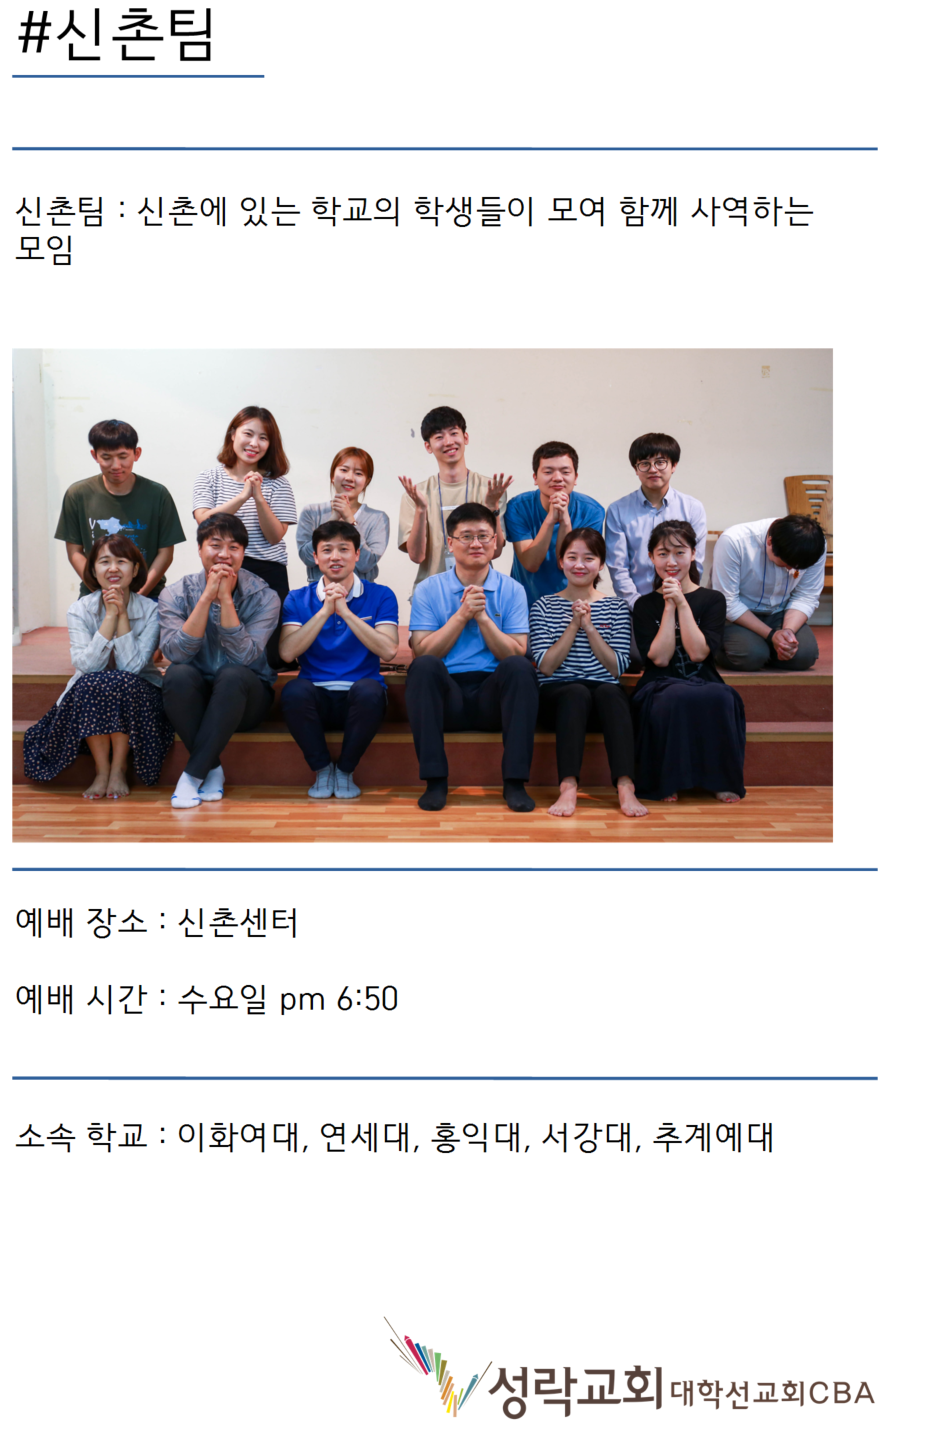 #신촌팀
신촌팀 : 신촌에 있는 학교의 학생들이 모여 함께 사역하는
모임
예배 장소 : 신촌센터
예배 시간 : 수요일 pm 6:50
소속 학교 : 이화여대, 연세대, 홍익대, 서강대, 추계예대
성락교회 대학선교회CBA